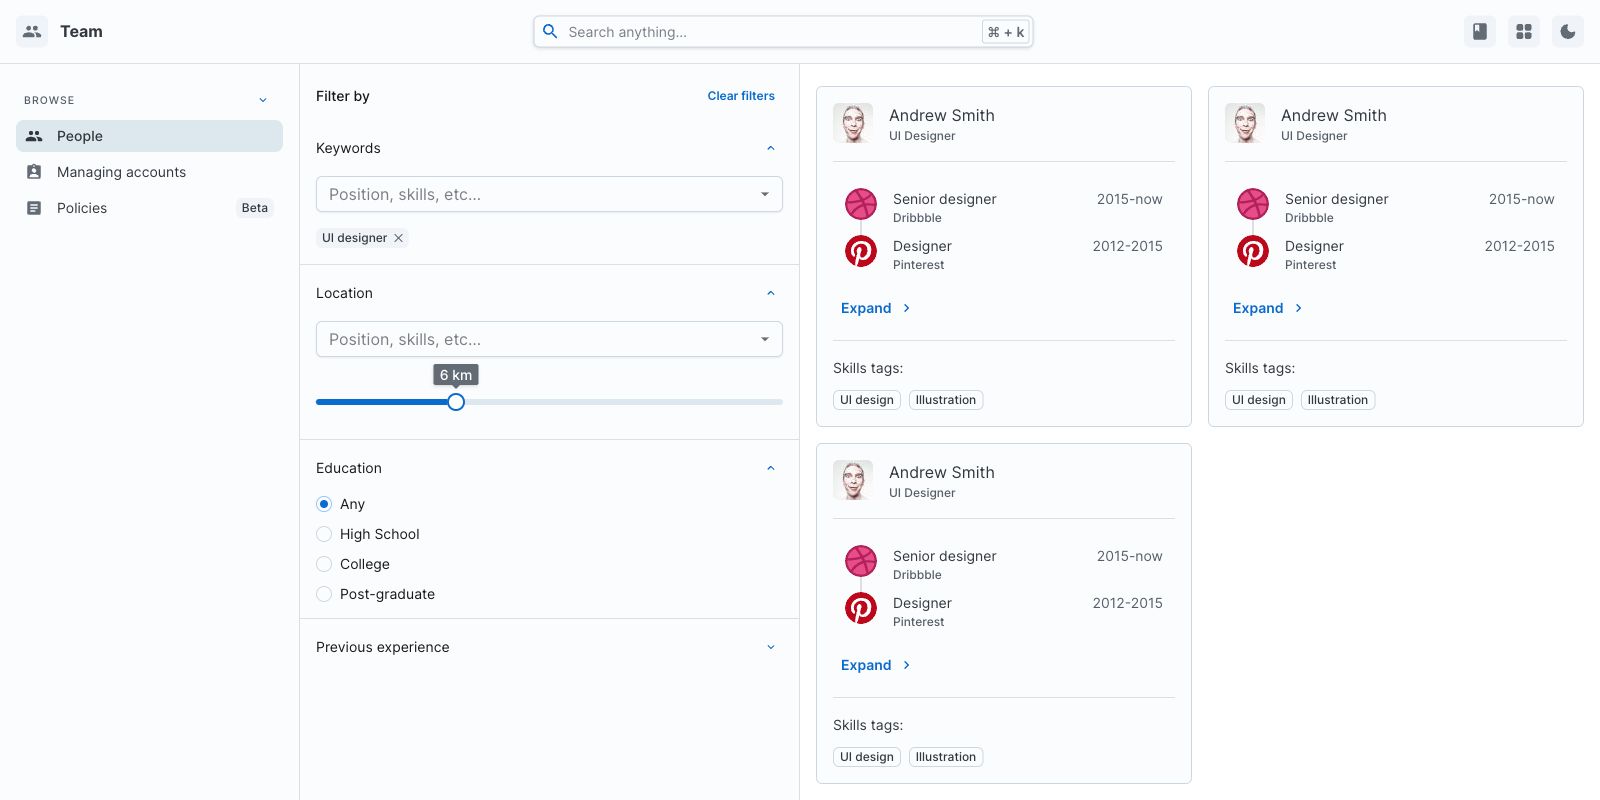 Team
Search anything...
⌘ + k
BROWSE
People
Managing accounts
Policies
Beta
Filter by
Clear filters
Keywords
Position, skills, etc...
UI designer
Location
Position, skills, etc...
6 km
Education
Any
High School
College
Post-graduate
Previous experience
Andrew Smith
UI Designer
Senior designer 2015-now
Dribbble
Designer 2012-2015
Pinterest
Expand
Skills tags:
UI design Illustration
Andrew Smith
UI Designer
Senior designer 2015-now
Dribbble
Designer 2012-2015
Pinterest
Expand
Skills tags:
UI design Illustration
Andrew Smith
UI Designer
Senior designer 2015-now
Dribbble
Designer 2012-2015
Pinterest
Expand
Skills tags:
UI design Illustration